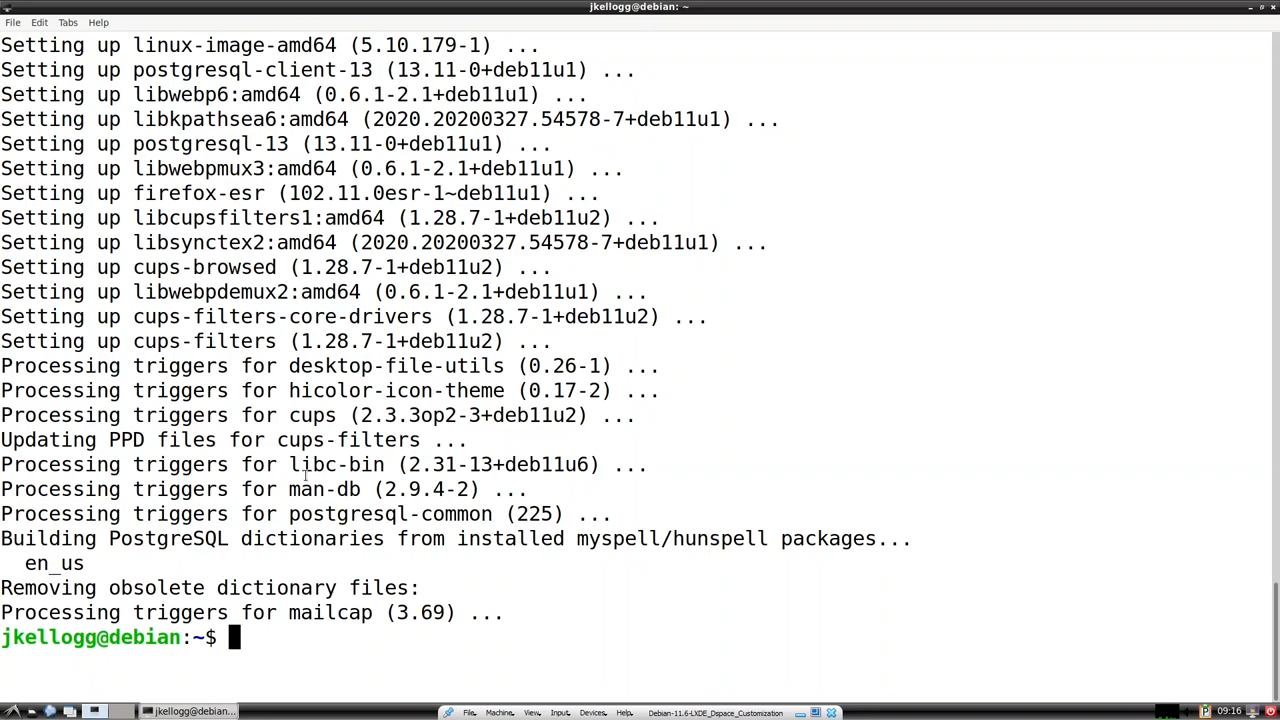 jkellogg@debian: ~
File Edit Tabs Help
Setting up linux-image-amd64 (5.10.179-1) ...
Setting up postgresql-client-13 (13.11-0+deb11u1) ...
Setting up libwebp6:amd64 (0.6.1-2.1+deb11u1) ...
Setting up libkpathsea6:amd64 (2020.20200327.54578-7+deb11u1) ...
Setting up postgresql-13 (13.11-0+deb11u1) ...
Setting up libwebpmux3:amd64 (0.6.1-2.1+deb11u1) ...
Setting up firefox-esr (102.11.0esr-1~deb11u1) ...
Setting up libcupsfilters1:amd64 (1.28.7-1+deb11u2) ...
Setting up libsynctex2:amd64 (2020.20200327.54578-7+deb11u1) ...
Setting up cups-browsed (1.28.7-1+deb11u2) ...
Setting up libwebpdemux2:amd64 (0.6.1-2.1+deb11u1) ...
Setting up cups-filters-core-drivers (1.28.7-1+deb11u2) ...
Setting up cups-filters (1.28.7-1+deb11u2) ...
Processing triggers for desktop-file-utils (0.26-1) ...
Processing triggers for hicolor-icon-theme (0.17-2) ...
Processing triggers for cups (2.3.3op2-3+deb11u2) ...
Updating PPD files for cups-filters ...
Processing triggers for libc-bin (2.31-13+deb11u6) ...
Processing triggers for man-db (2.9.4-2) ...
Processing triggers for postgresql-common (225) ...
Building PostgreSQL dictionaries from installed myspell/hunspell packages...
en_us
Removing obsolete dictionary files:
Processing triggers for mailcap (3.69) ...
jkellogg@debian:~$
jkellogg@debian... File Machine View Input Devices Help Debian-11.6-LXDE_Dspace_Customization 09:16